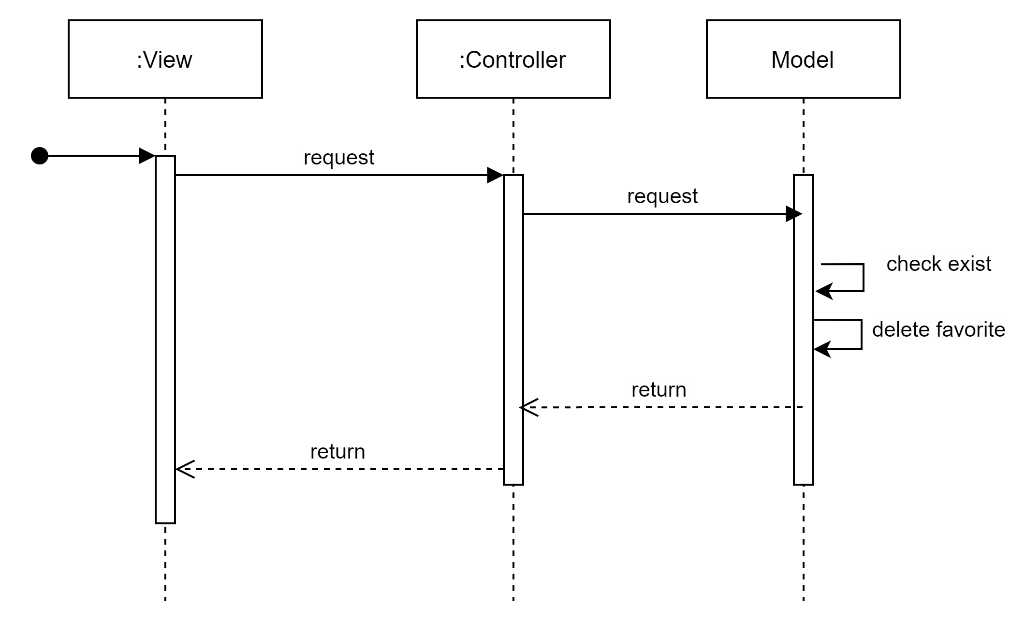 :View
:Controller
Model
request
request
check exist
delete favorite
return
return